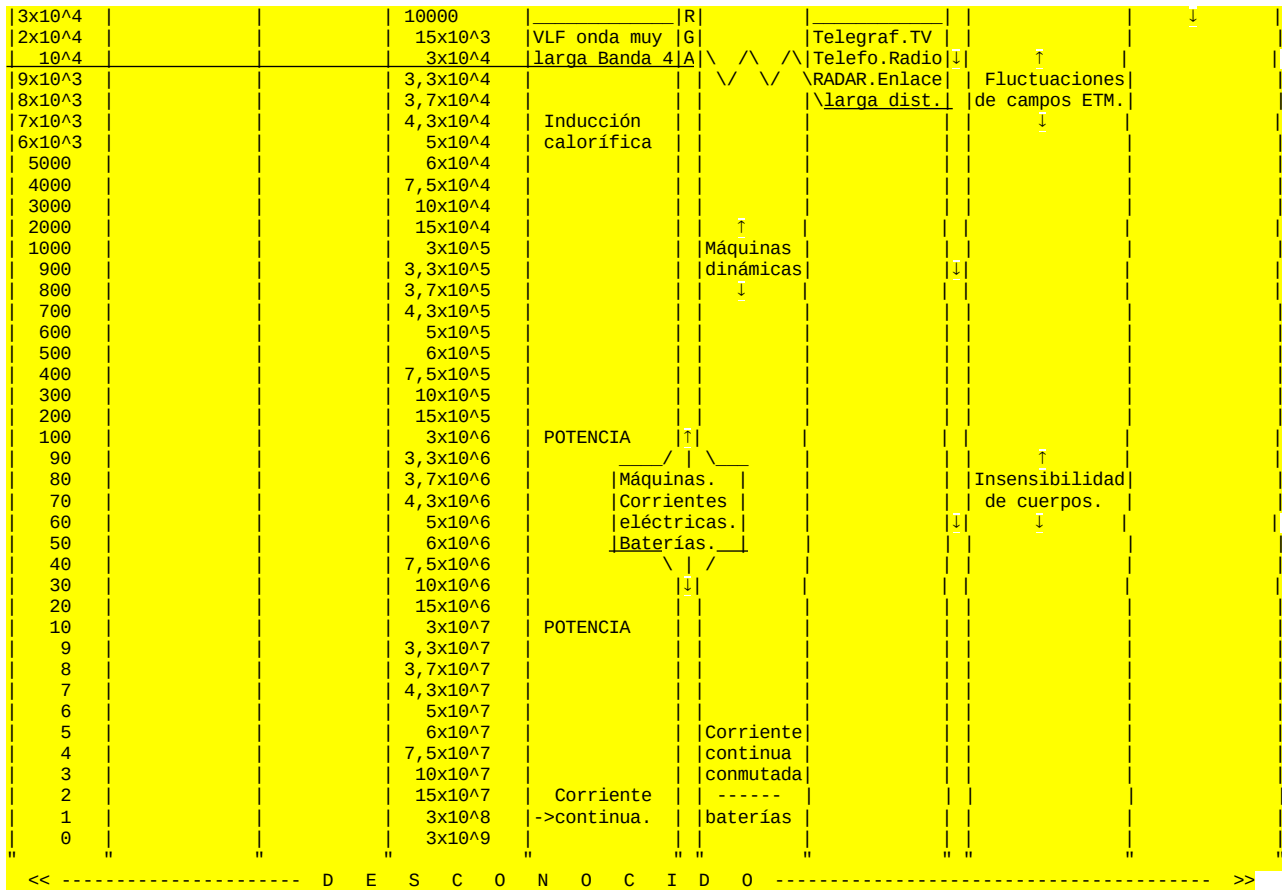 |3x10^4 | | | 10000 |_____________|R| |____________| | | | ↓ |
|2x10^4 | | | 15x10^3 |VLF onda muy |G| |Telegraf.TV | | | | |
| 10^4 | | | 3x10^4 |larga Banda 4|A|\ /\ /\|Telefo.Radio|↓| ↑ | |
|9x10^3 | | | 3,3x10^4 | | | \/ \/ \RADAR.Enlace| | Fluctuaciones| |
|8x10^3 | | | 3,7x10^4 | | | |\larga dist.| |de campos ETM.| |
|7x10^3 | | | 4,3x10^4 | Inducción | | | | | ↓ | |
|6x10^3 | | | 5x10^4 | calorífica | | | | | | |
| 5000 | | | 6x10^4 | | | | | | | |
| 4000 | | | 7,5x10^4 | | | | | | | |
| 3000 | | | 10x10^4 | | | | | | | |
| 2000 | | | 15x10^4 | | | ↑ | | | | |
| 1000 | | | 3x10^5 | | |Máquinas | | | | |
| 900 | | | 3,3x10^5 | | |dinámicas| |↓| | |
| 800 | | | 3,7x10^5 | | | ↓ | | | | |
| 700 | | | 4,3x10^5 | | | | | | | |
| 600 | | | 5x10^5 | | | | | | | |
| 500 | | | 6x10^5 | | | | | | | |
| 400 | | | 7,5x10^5 | | | | | | | |
| 300 | | | 10x10^5 | | | | | | | |
| 200 | | | 15x10^5 | | | | | | | |
| 100 | | | 3x10^6 | POTENCIA |↑| | | | | |
| 90 | | | 3,3x10^6 | ____/ | \___ | | | ↑ | |
| 80 | | | 3,7x10^6 | |Máquinas. | | | |Insensibilidad| |
| 70 | | | 4,3x10^6 | |Corrientes | | | | de cuerpos. | |
| 60 | | | 5x10^6 | |eléctricas.| | |↓| ↓ | |
| 50 | | | 6x10^6 | |Baterías.__| | | | | |
| 40 | | | 7,5x10^6 | \ | / | | | | |
| 30 | | | 10x10^6 | |↓| | | | | |
| 20 | | | 15x10^6 | | | | | | | |
| 10 | | | 3x10^7 | POTENCIA | | | | | | |
| 9 | | | 3,3x10^7 | | | | | | | |
| 8 | | | 3,7x10^7 | | | | | | | |
| 7 | | | 4,3x10^7 | | | | | | | |
| 6 | | | 5x10^7 | | | | | | | |
| 5 | | | 6x10^7 | | |Corriente| | | | |
| 4 | | | 7,5x10^7 | | |continua | | | | |
| 3 | | | 10x10^7 | | |conmutada| | | | |
| 2 | | | 15x10^7 | Corriente | | ------ | | | | |
| 1 | | | 3x10^8 |->continua. | |baterías | | | | |
| 0 | | | 3x10^9 | | | | | | | |
" " " " " " " " " " " "
<< ---------------------- D E S C O N O C I D O ---------------------------------------- >>